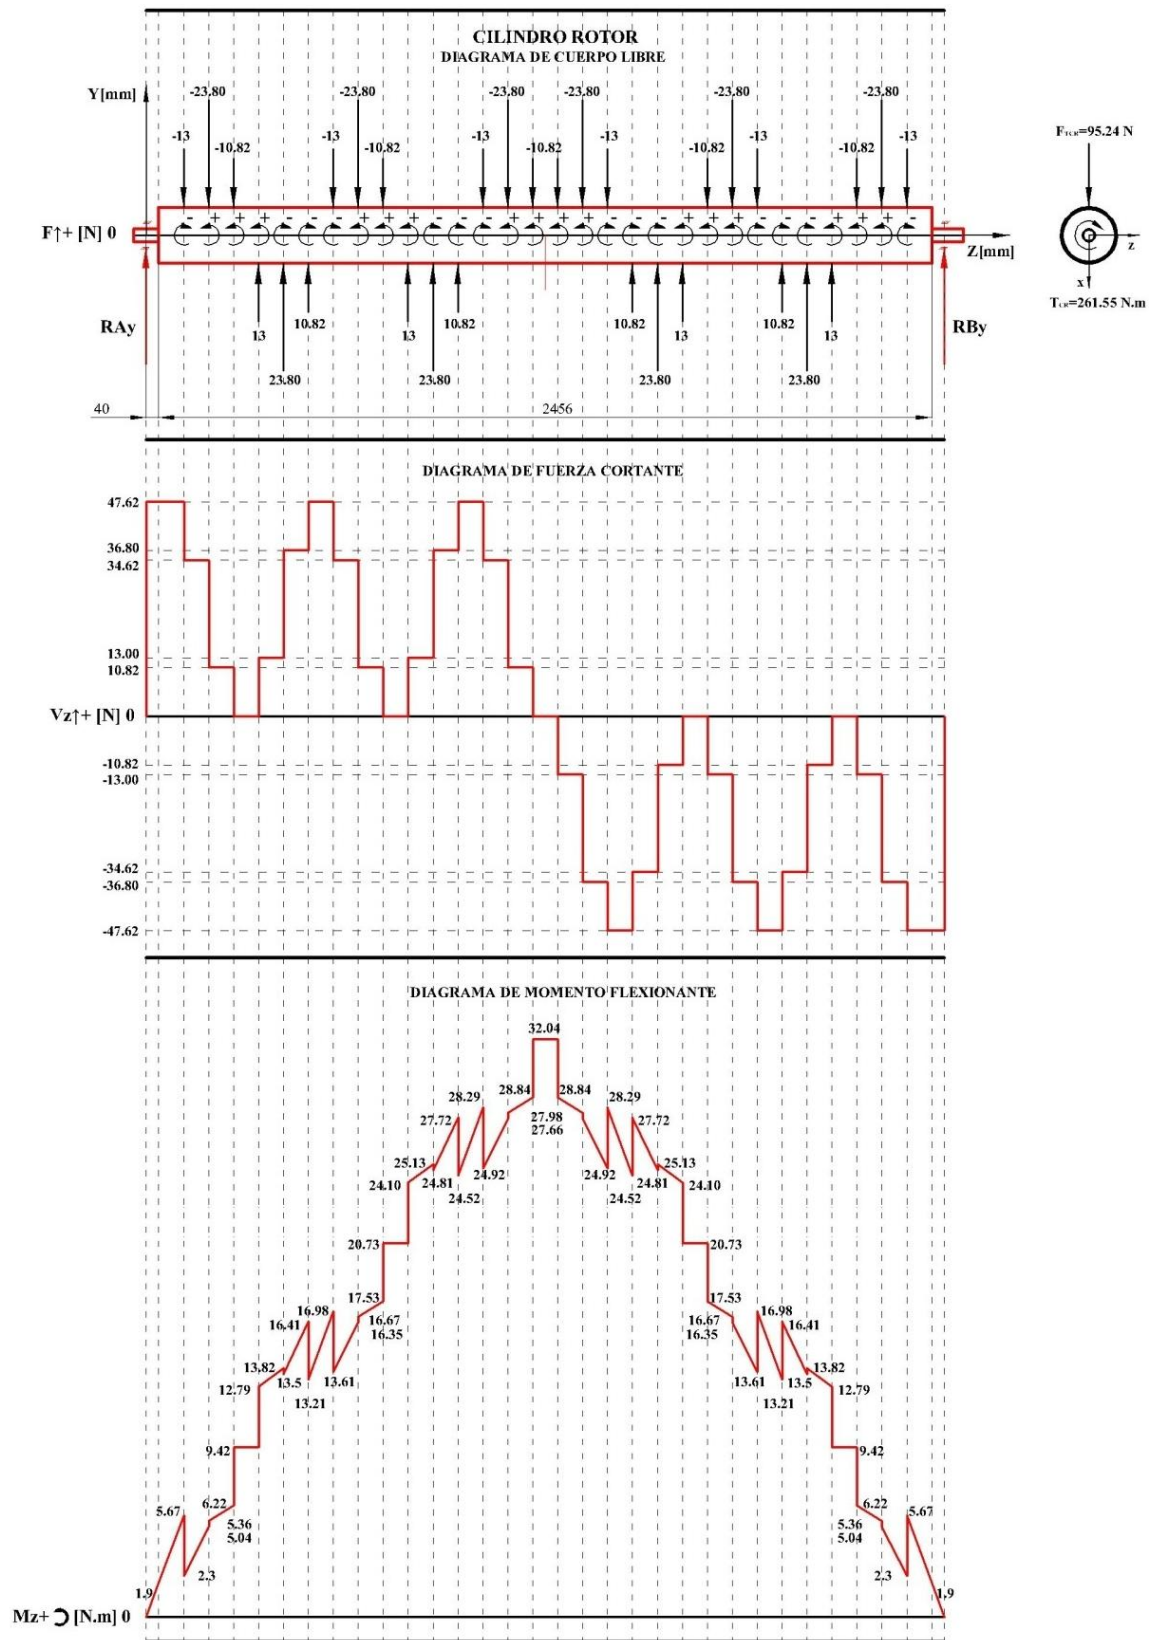 CILINDRO ROTOR
DIAGRAMA DE CUERPO LIBRE
Y[mm]
-23.80 -23.80 -23.80 -23.80 -23.80 -23.80
-13 -13 -13 -13 -13 -13
-10.82 -10.82 -10.82 -10.82 -10.82
- + + + - - - + + + - - - + + + + - - - + + + - - - + + + -
F↑+ [N] 0
Z[mm]
RAy
RBy
13 10.82 13 10.82 10.82 13 10.82 13
23.80 23.80 23.80 23.80
40 2456
FTCR=95.24 N
z
x
TCR=261.55 N.m
DIAGRAMA DE FUERZA CORTANTE
47.62
36.80
34.62
13.00
10.82
Vz↑+ [N] 0
-10.82
-13.00
-34.62
-36.80
-47.62
DIAGRAMA DE MOMENTO FLEXIONANTE
32.04
28.29 28.84 28.84 28.29
27.72 27.98 27.72
27.66
25.13 24.81 24.92 24.92 24.81 25.13
24.10 24.52 24.52 24.10
20.73 20.73
17.53 17.53
16.98 16.67 16.67 16.98
16.41 16.35 16.35 16.41
13.82 13.5 13.61 13.61 13.5 13.82
12.79 13.21 13.21 12.79
9.42 9.42
5.67 6.22 6.22 5.67
5.36 5.36
5.04 5.04
2.3 2.3
1.9 1.9
Mz+ [N.m] 0